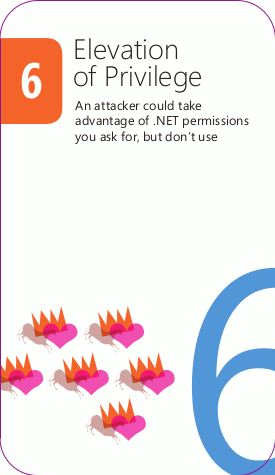 6
Elevation
of Privilege
An attacker could take
advantage of .NET permissions
you ask for, but don't use
6